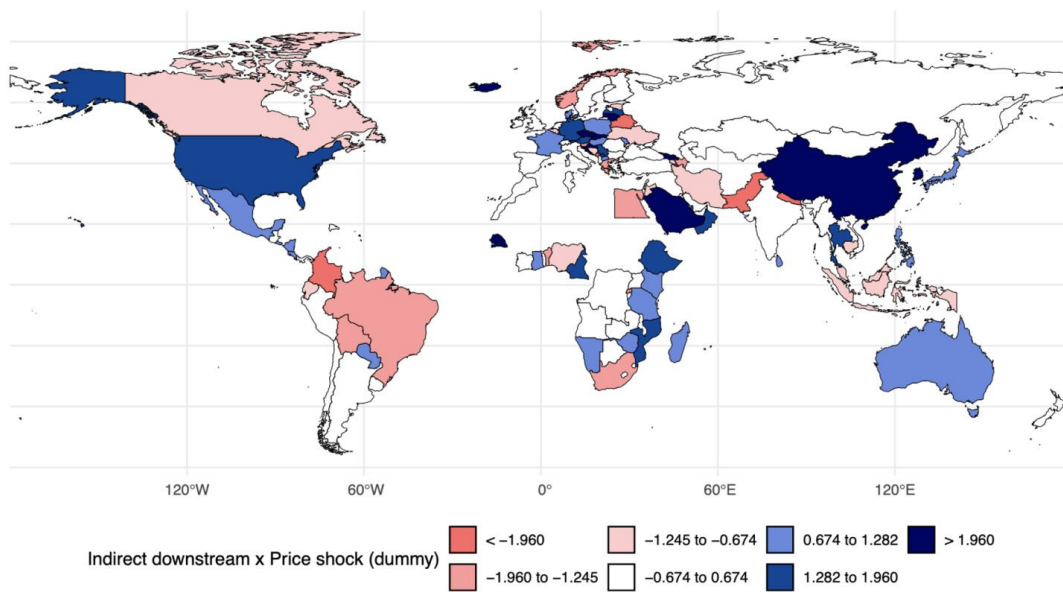 120°W 60°W 0° 60°E 120°E
Indirect downstream x Price shock (dummy)
< −1.960 −1.245 to −0.674 0.674 to 1.282 > 1.960
−1.960 to −1.245 −0.674 to 0.674 1.282 to 1.960